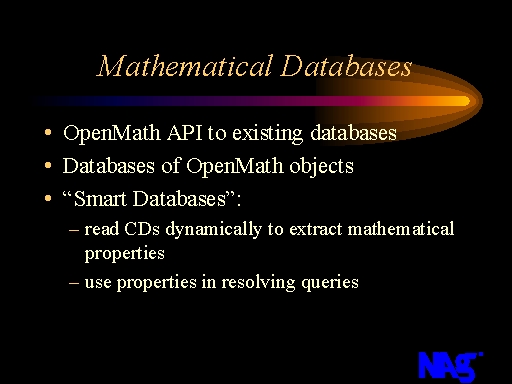 Mathematical Databases
• OpenMath API to existing databases
• Databases of OpenMath objects
• “Smart Databases”:
– read CDs dynamically to extract mathematical
properties
– use properties in resolving queries
NAG